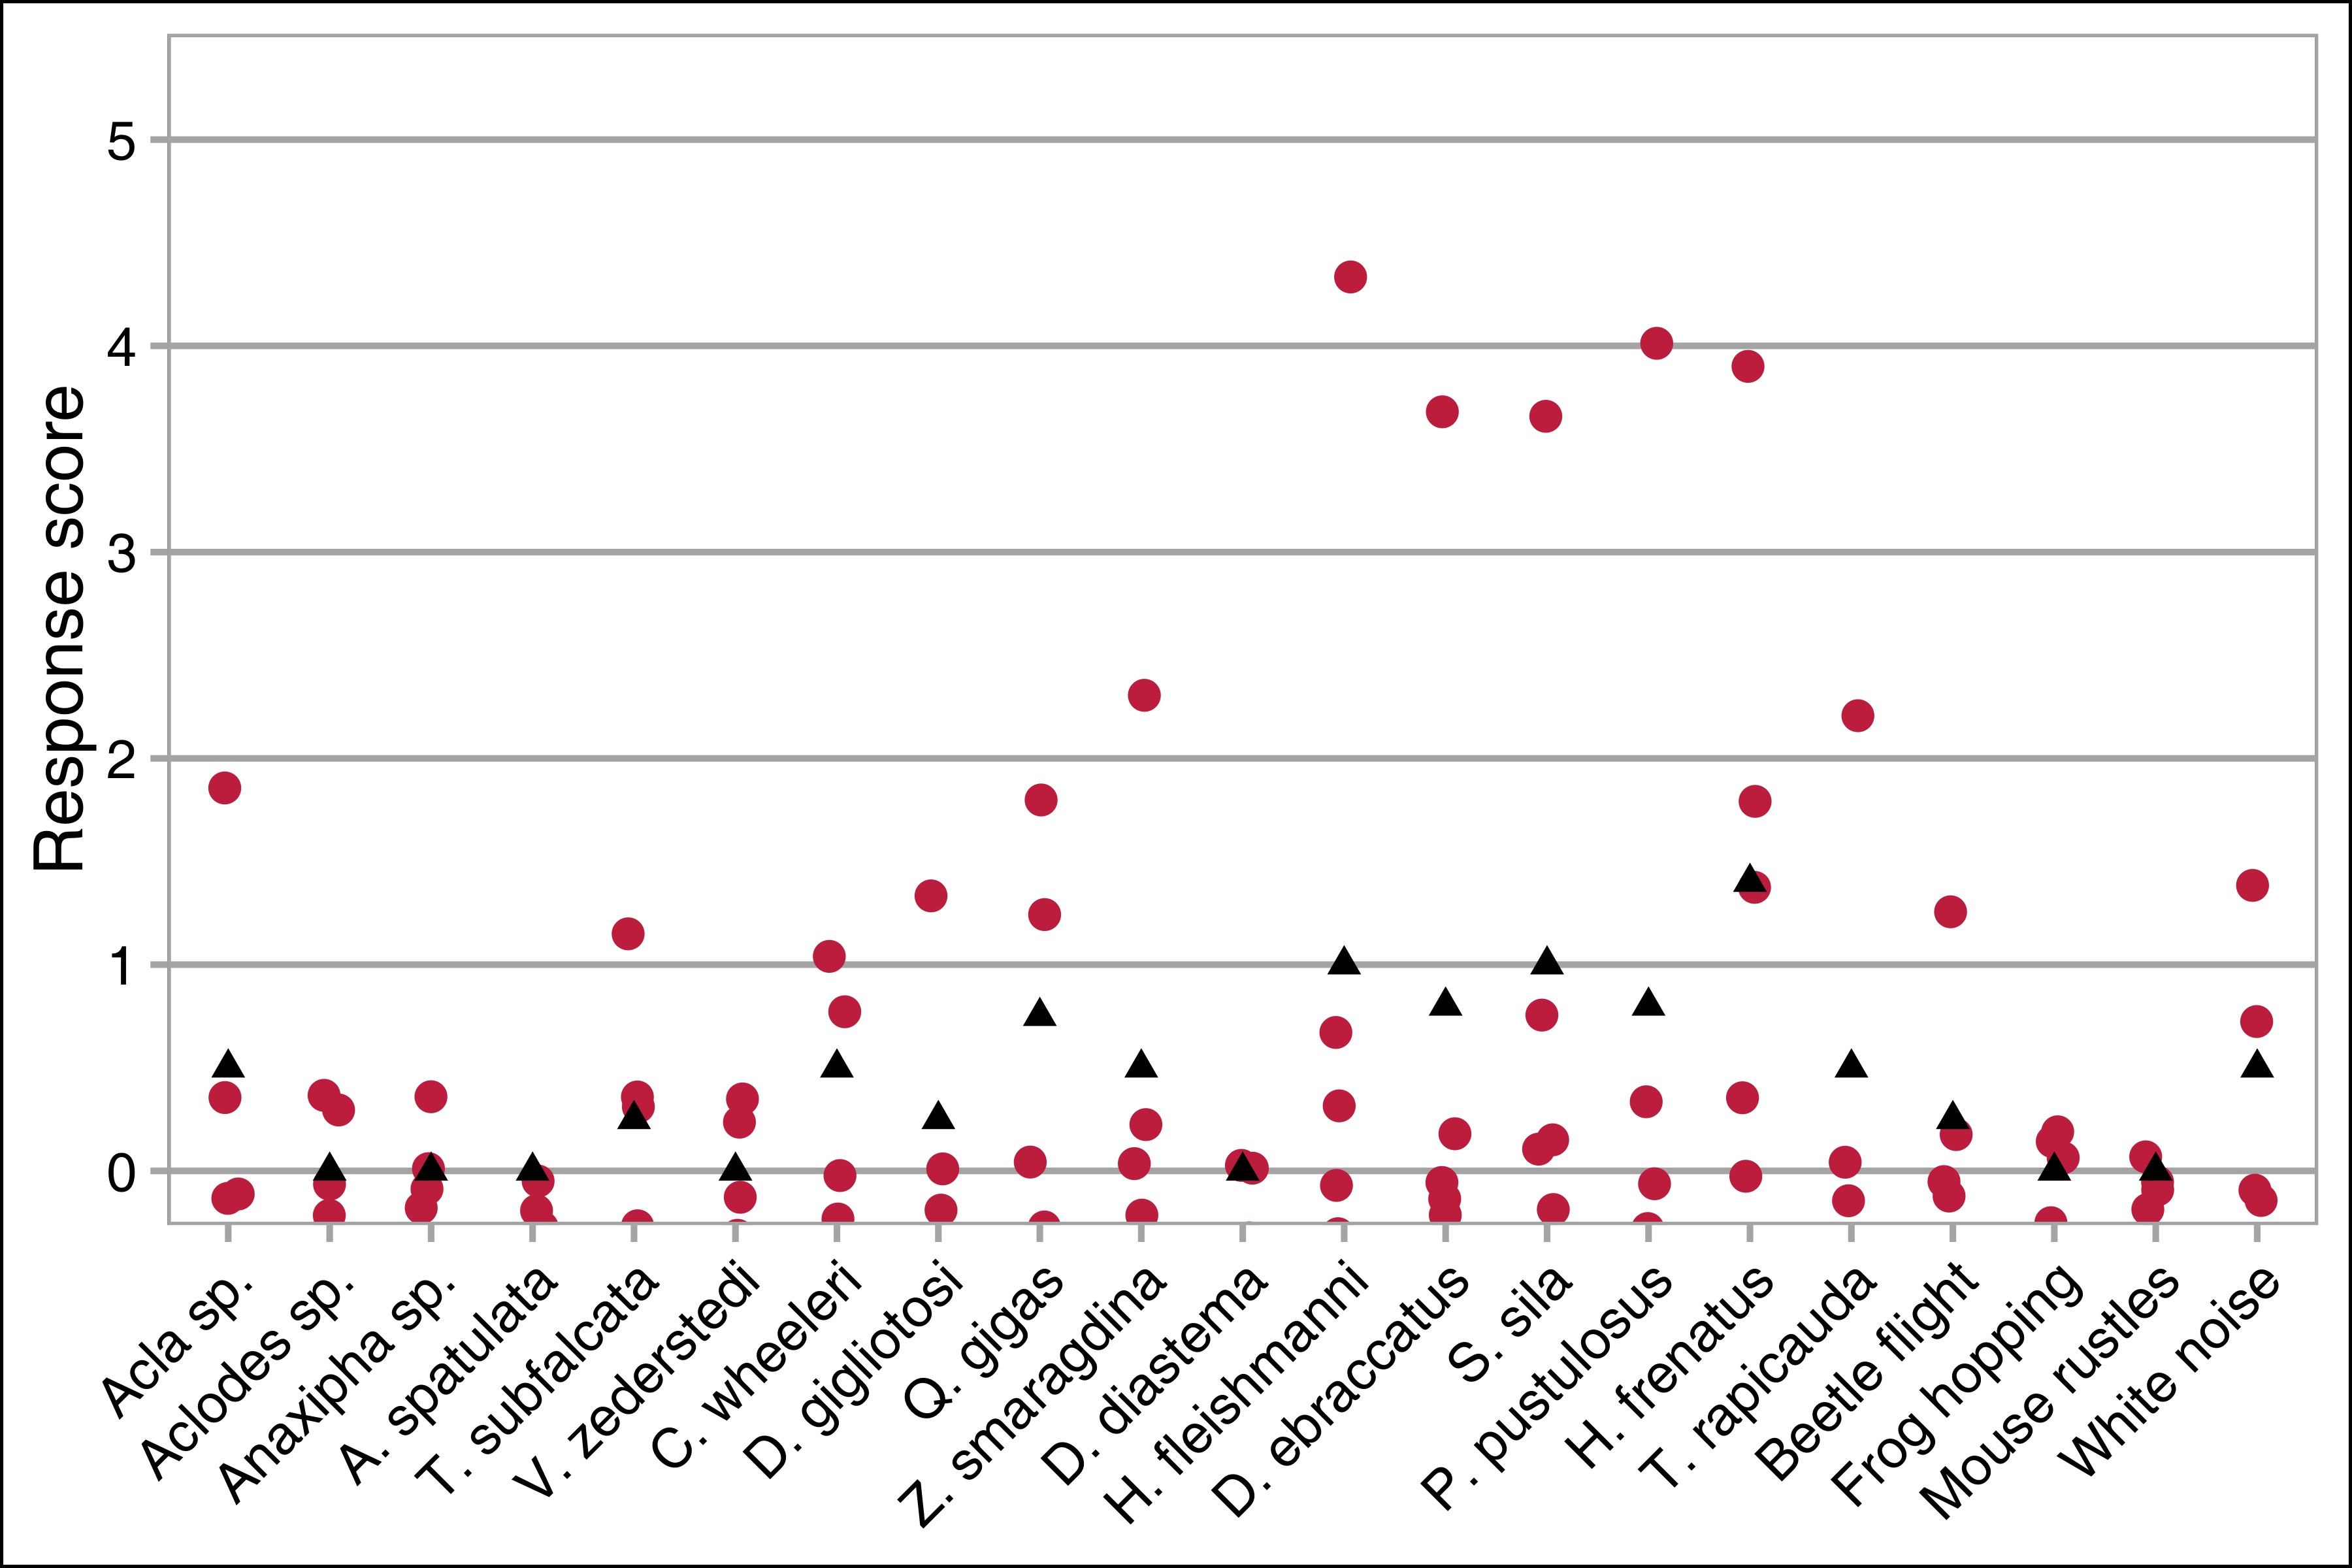 Response score
5
4
3
2
1
0
Acla sp.
Aclodes sp.
Anaxipha sp.
A. spatulata
T. subfalcata
V. zederstedi
C. wheeleri
D. gigliotosi
Q. gigas
Z. smaragdina
D. diastema
H. fleishmanni
D. ebraccatus
S. sila
P. pustulosus
H. frenatus
T. rapicauda
Beetle flight
Frog hopping
Mouse rustles
White noise